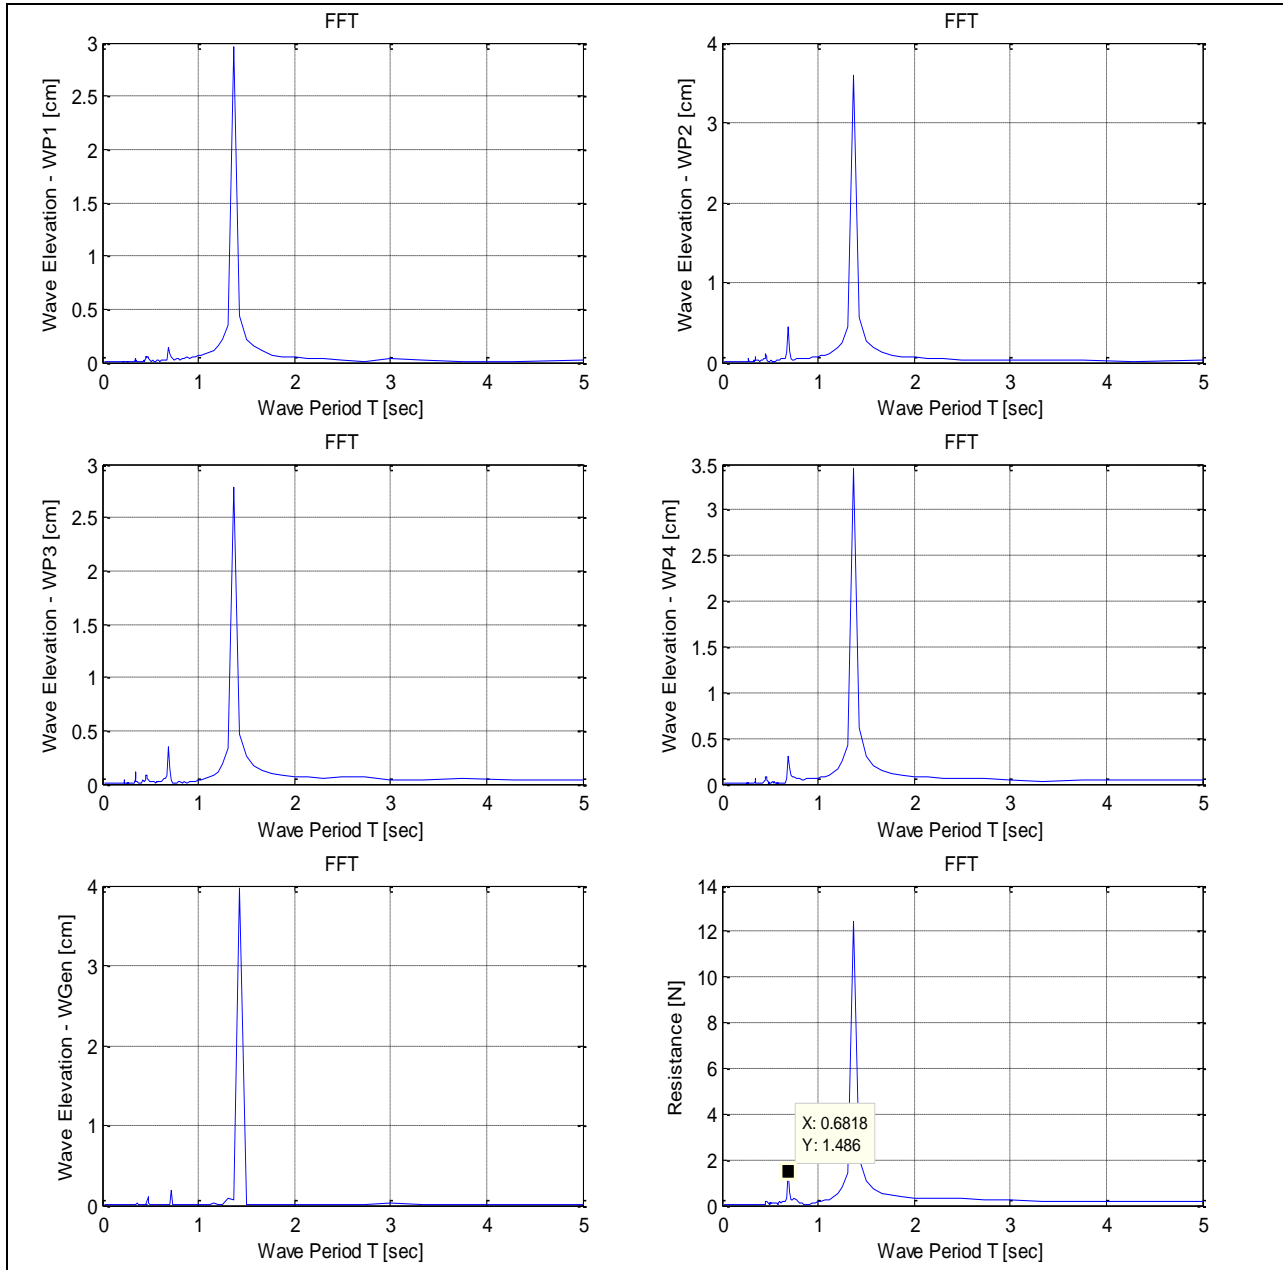 FFT
Wave Elevation - WP1 [cm]
3
2.5
2
1.5
1
0.5
0
0 1 2 3 4 5
Wave Period T [sec]
FFT
Wave Elevation - WP2 [cm]
4
3
2
1
0
0 1 2 3 4 5
Wave Period T [sec]
FFT
Wave Elevation - WP3 [cm]
3
2.5
2
1.5
1
0.5
0
0 1 2 3 4 5
Wave Period T [sec]
FFT
Wave Elevation - WP4 [cm]
3.5
3
2.5
2
1.5
1
0.5
0
0 1 2 3 4 5
Wave Period T [sec]
FFT
Wave Elevation - WGen [cm]
4
3
2
1
0
0 1 2 3 4 5
Wave Period T [sec]
FFT
Resistance [N]
14
12
10
8
6
4
2
0
X: 0.6818
Y: 1.486
0 1 2 3 4 5
Wave Period T [sec]